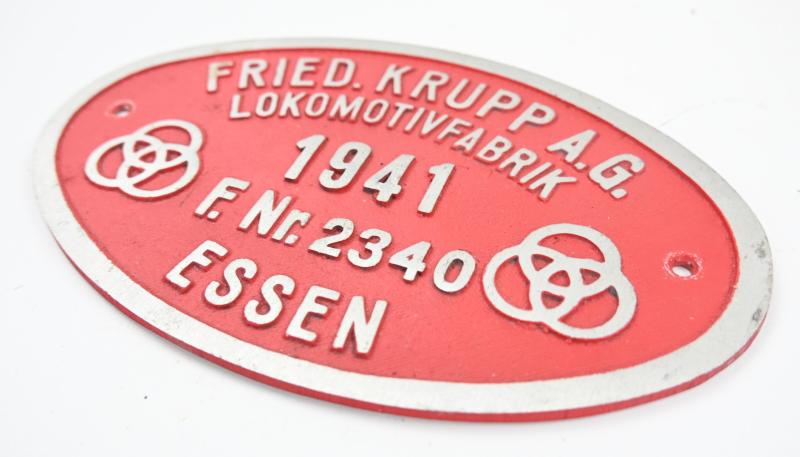 FRIED. KRUPP A.G.
LOKOMOTIVFABRIK
1941
F. Nr. 2340
ESSEN